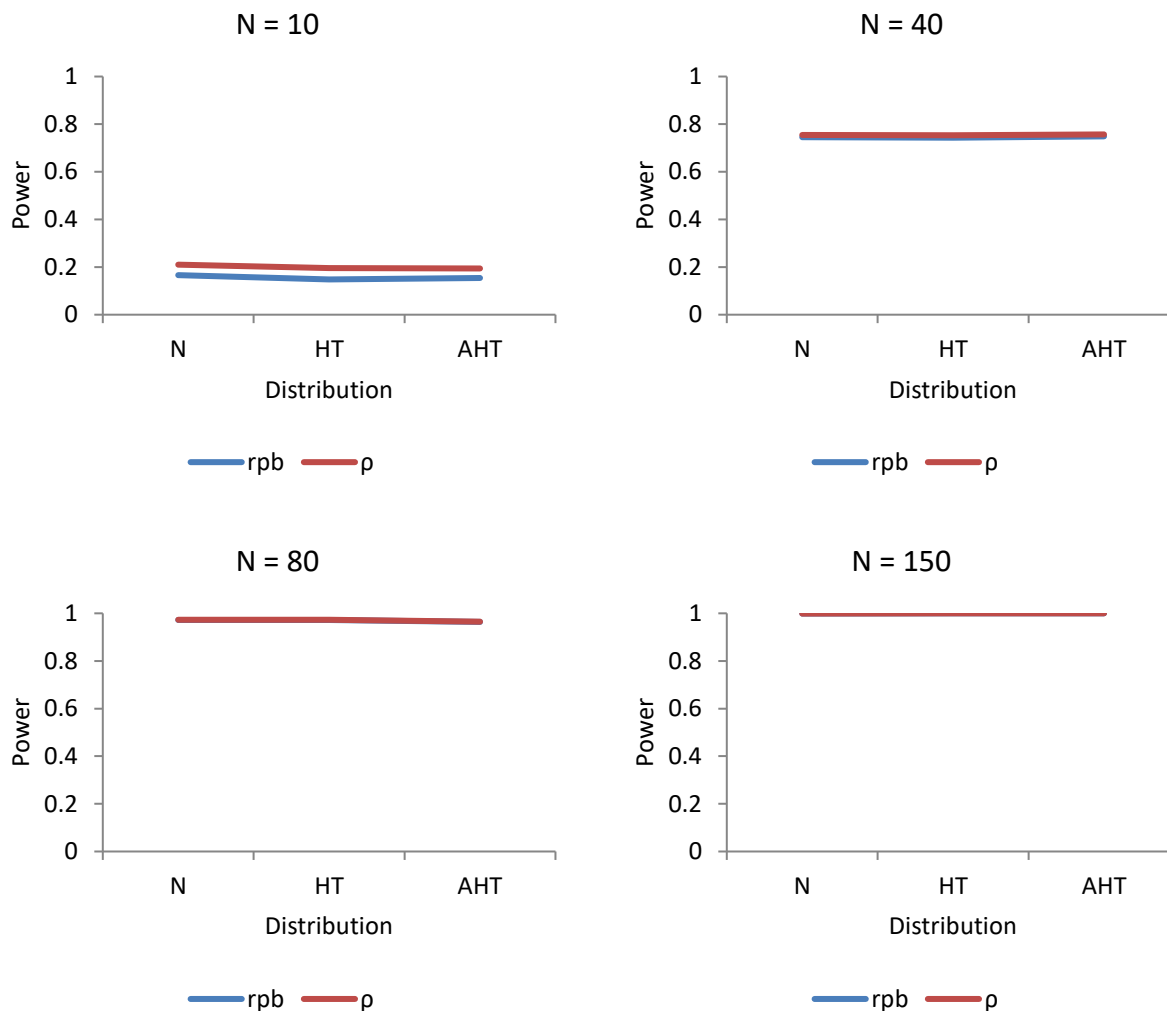 N = 10
1
0.8
0.6
0.4
0.2
0
Power
N HT AHT
Distribution
rpb ρ
N = 40
1
0.8
0.6
0.4
0.2
0
Power
N HT AHT
Distribution
rpb ρ
N = 80
1
0.8
0.6
0.4
0.2
0
Power
N HT AHT
Distribution
rpb ρ
N = 150
1
0.8
0.6
0.4
0.2
0
Power
N HT AHT
Distribution
rpb ρ